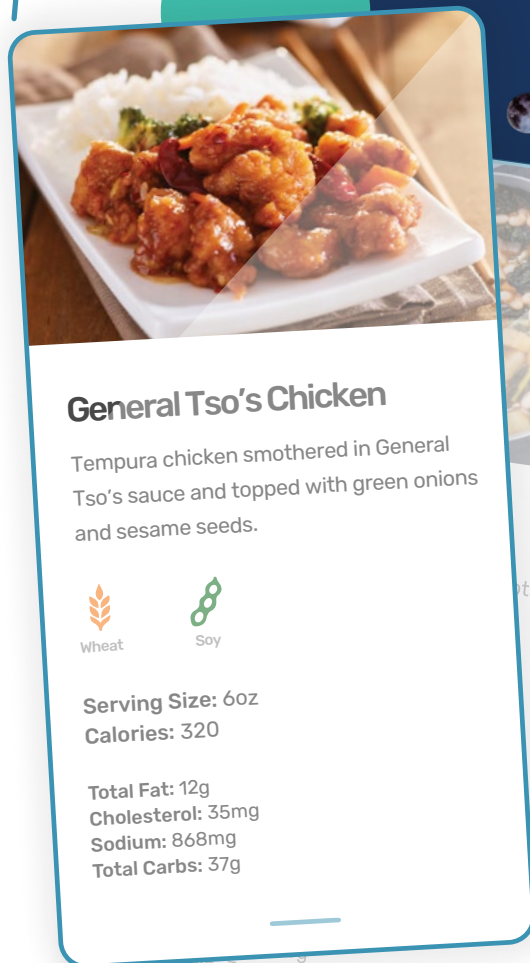 General Tso's Chicken
Tempura chicken smothered in General
Tso's sauce and topped with green onions
and sesame seeds.
Wheat
Soy
Serving Size: 6oz
Calories: 320
Total Fat: 12g
Cholesterol: 35mg
Sodium: 868mg
Total Carbs: 37g